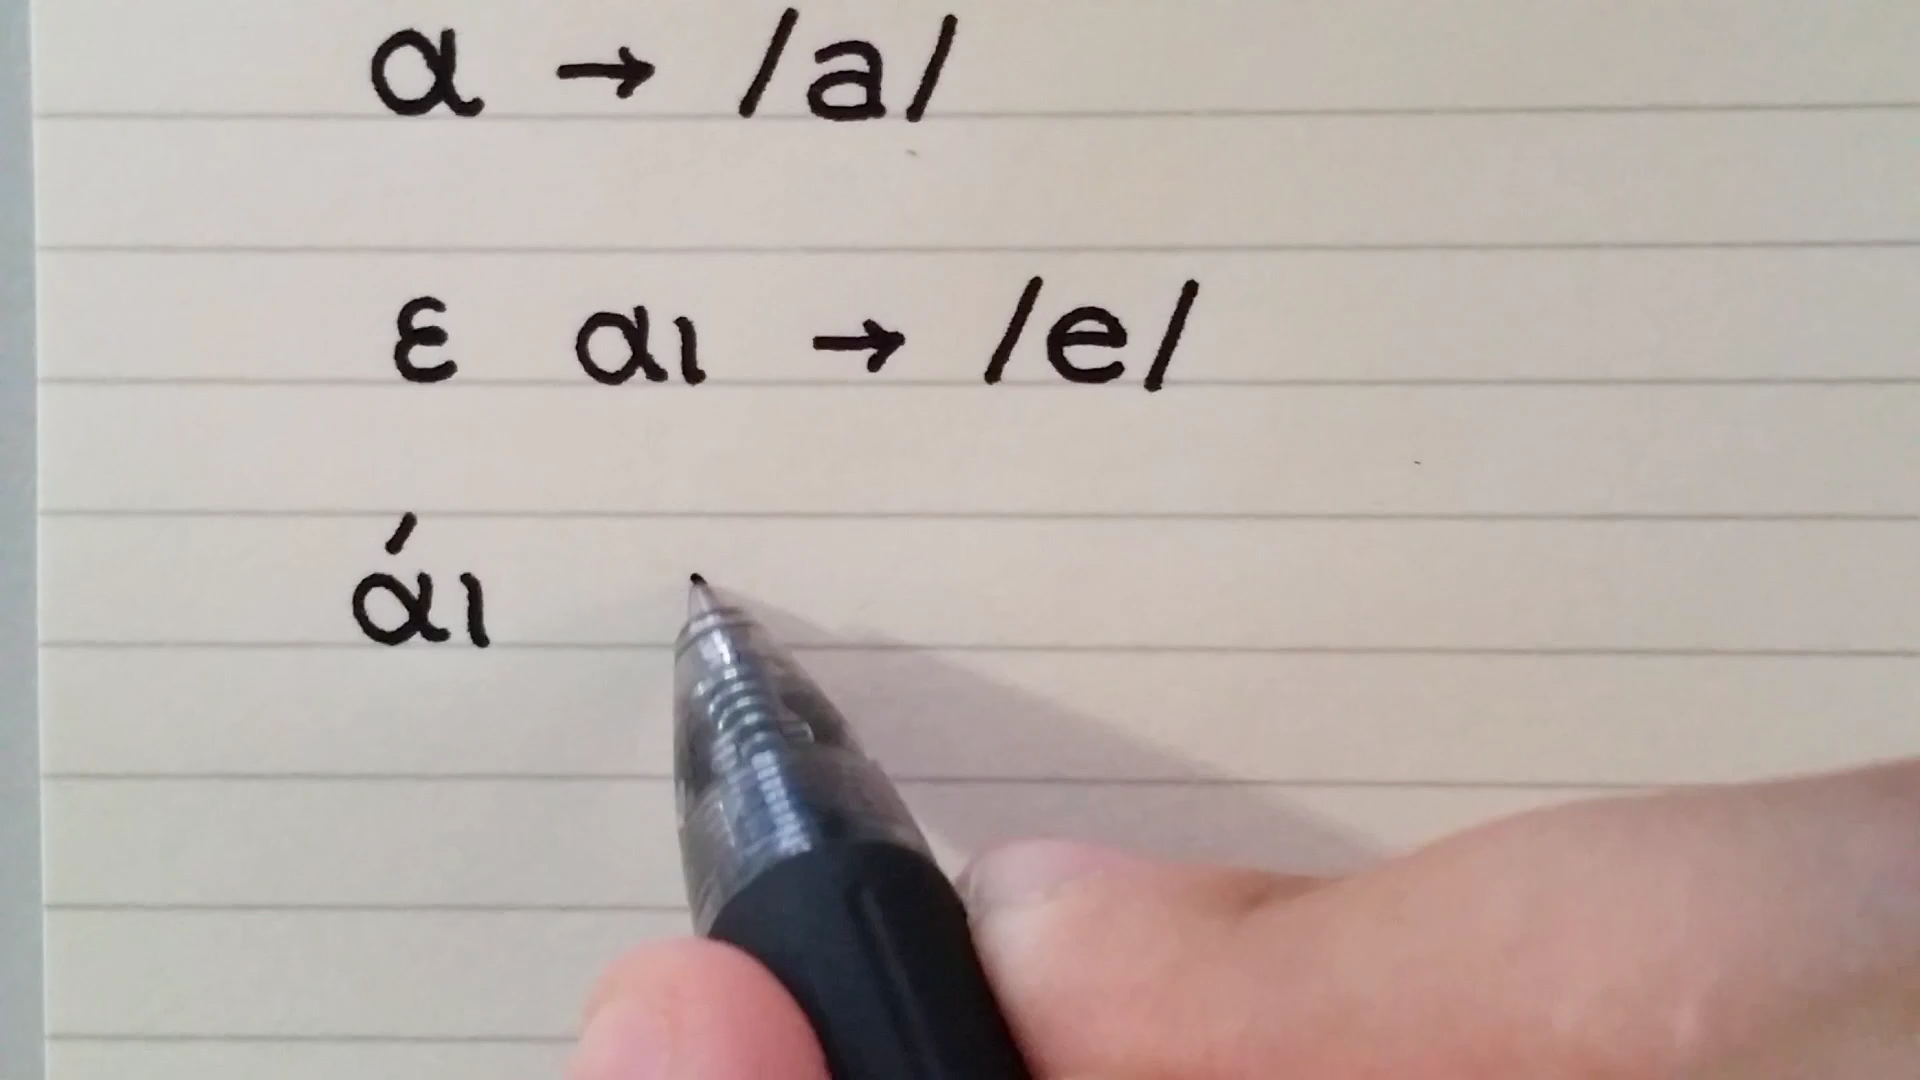 α → /a/
ε αι → /e/
άι